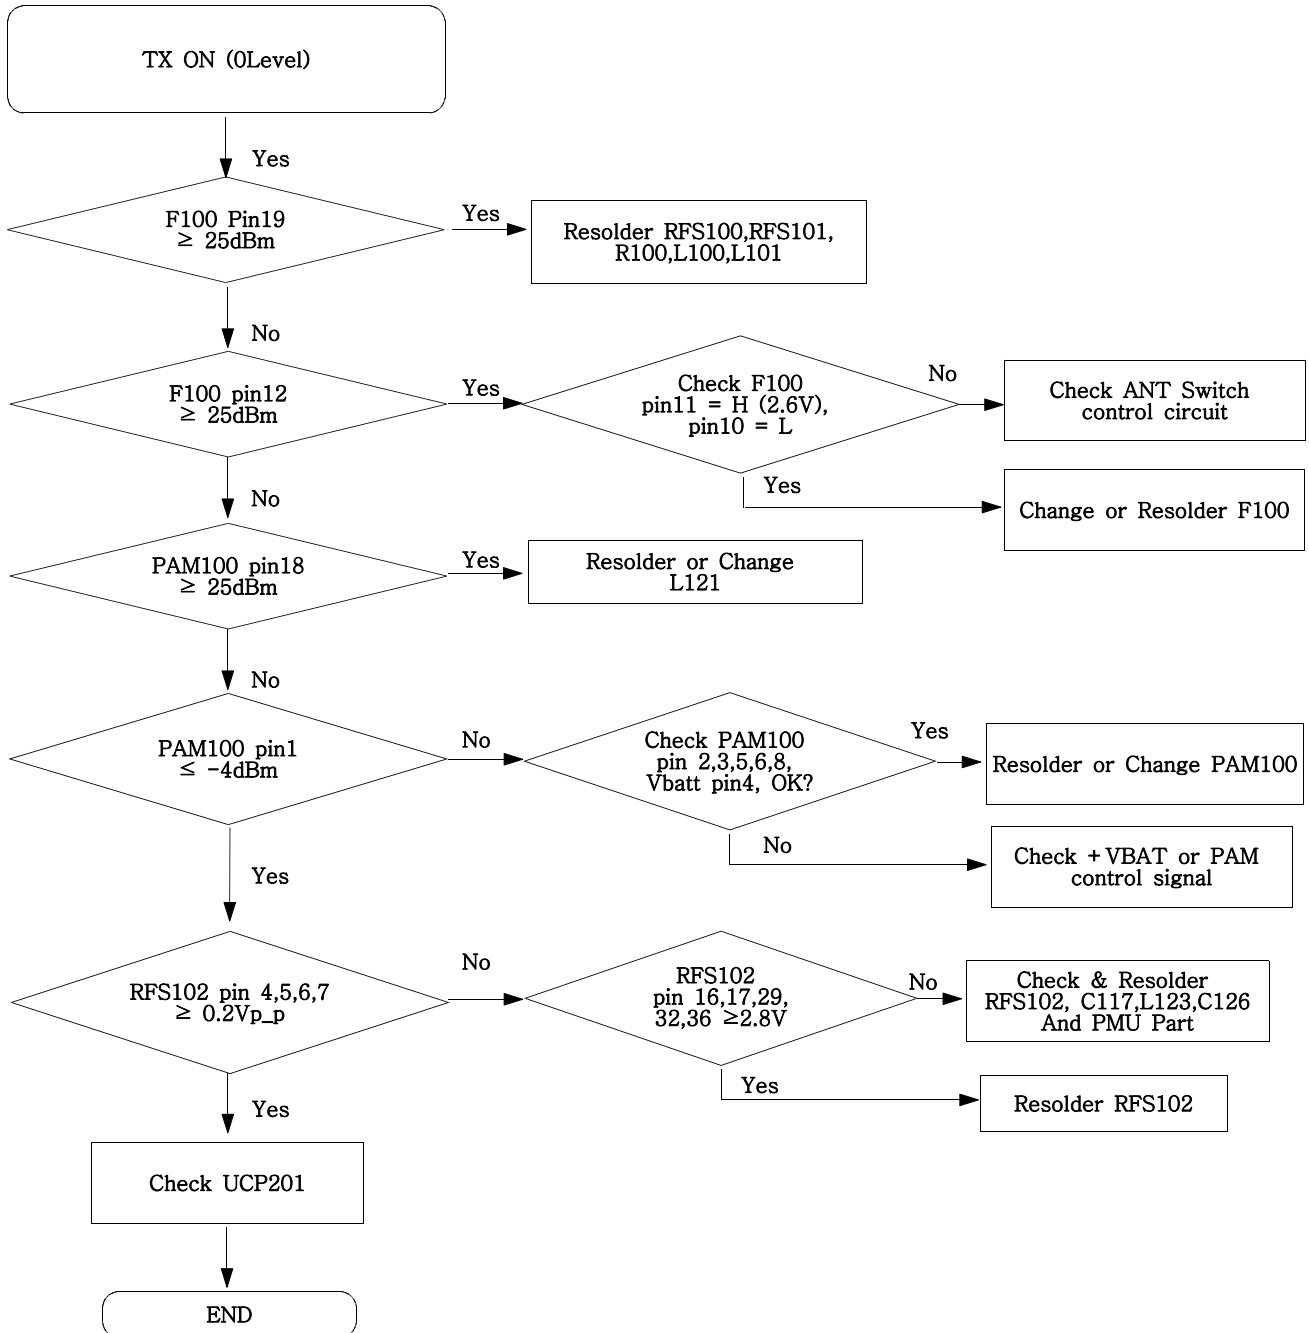 TX ON (0Level)
Yes
F100 Pin19
≥ 25dBm
Yes
Resolder RFS100,RFS101,
R100,L100,L101
No
F100 pin12
≥ 25dBm
Yes
Check F100
pin11 = H (2.6V),
pin10 = L
No
Check ANT Switch
control circuit
Yes
Change or Resolder F100
No
PAM100 pin18
≥ 25dBm
Yes
Resolder or Change
L121
No
PAM100 pin1
≤ -4dBm
No
Check PAM100
pin 2,3,5,6,8,
Vbatt pin4, OK?
Yes
Resolder or Change PAM100
No
Check +VBAT or PAM
control signal
Yes
RFS102 pin 4,5,6,7
≥ 0.2Vp_p
No
RFS102
pin 16,17,29,
32,36 ≥2.8V
No
Check & Resolder
RFS102, C117,L123,C126
And PMU Part
Yes
Resolder RFS102
Yes
Check UCP201
END